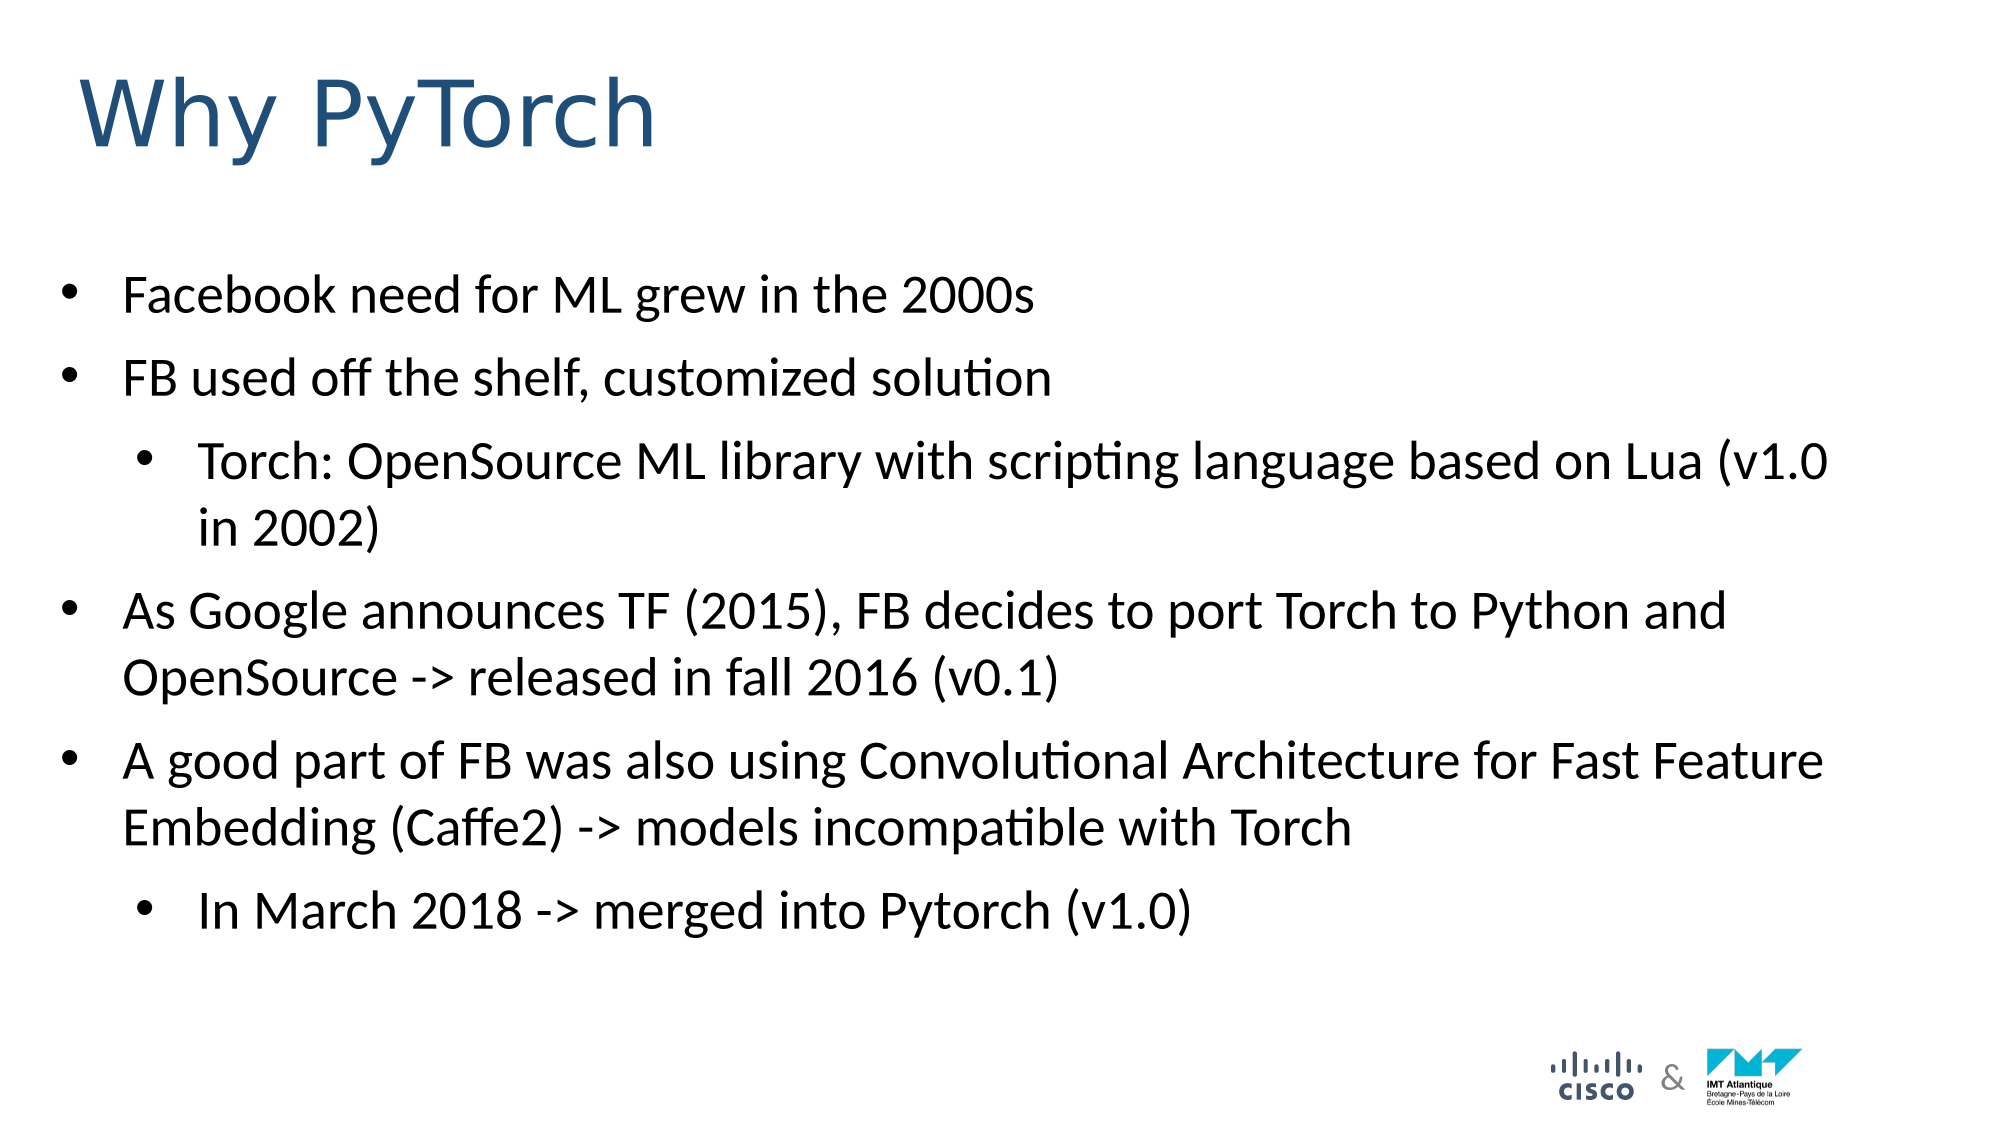 Why PyTorch
• Facebook need for ML grew in the 2000s
• FB used off the shelf, customized solution
• Torch: OpenSource ML library with scripting language based on Lua (v1.0
in 2002)
• As Google announces TF (2015), FB decides to port Torch to Python and
OpenSource -> released in fall 2016 (v0.1)
• A good part of FB was also using Convolutional Architecture for Fast Feature
Embedding (Caffe2) -> models incompatible with Torch
• In March 2018 -> merged into Pytorch (v1.0)
CISCO & IMT Atlantique
Bretagne-Pays de la Loire
École Mines-Télécom